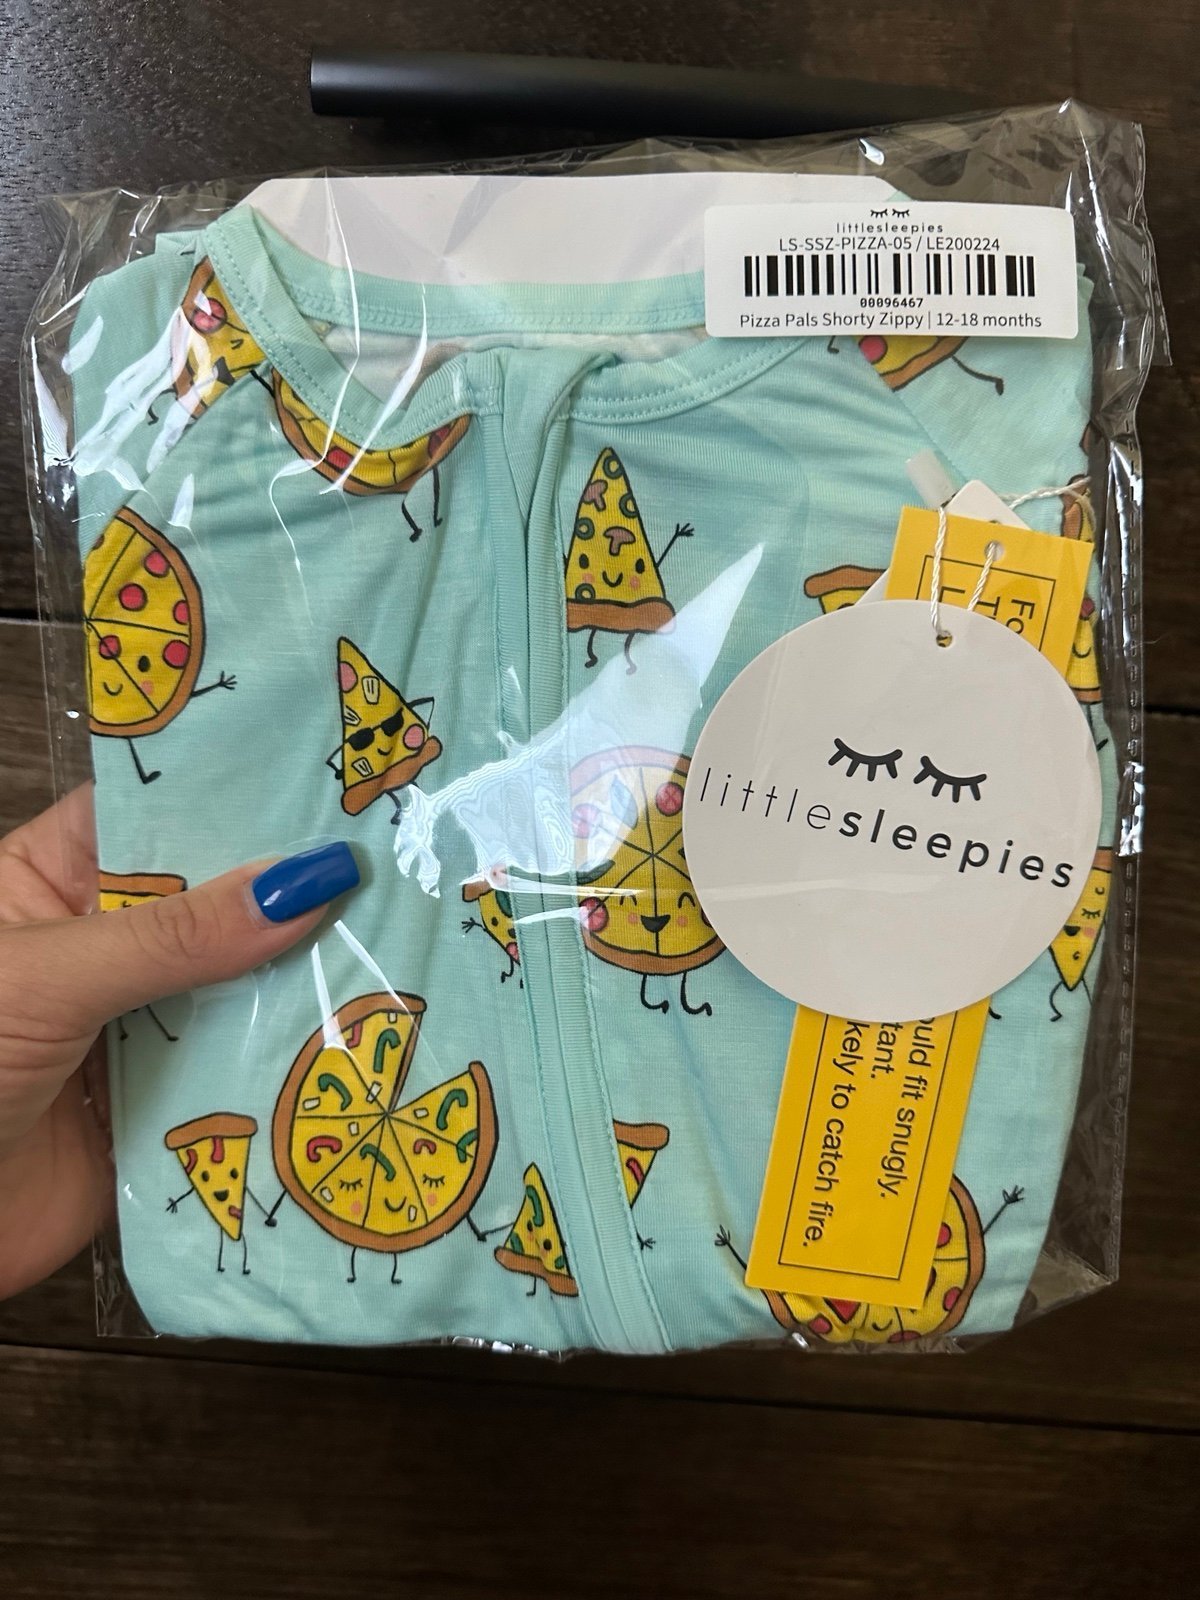 littlesleepies
LS-SSZ-PIZZA-05 / LE200224
00096467
Pizza Pals Shorty Zippy | 12-18 months
littlesleepies
ould fit snugly.
tant.
kely to catch fire.